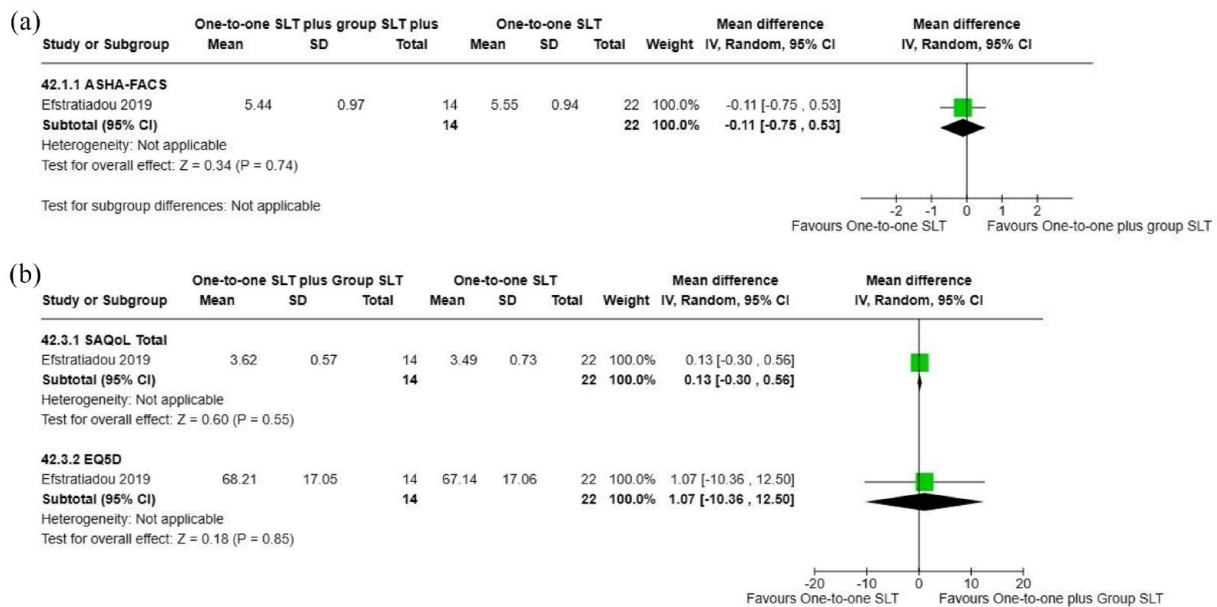 (a)
One-to-one SLT plus group SLT plus One-to-one SLT Mean difference Mean difference
Study or Subgroup Mean SD Total Mean SD Total Weight IV, Random, 95% CI IV, Random, 95% CI
42.1.1 ASHA-FACS
Efstratiadou 2019 5.44 0.97 14 5.55 0.94 22 100.0% -0.11 [-0.75 , 0.53]
Subtotal (95% CI) 14 22 100.0% -0.11 [-0.75 , 0.53]
Heterogeneity: Not applicable
Test for overall effect: Z = 0.34 (P = 0.74)
Test for subgroup differences: Not applicable
-2 -1 0 1 2
Favours One-to-one SLT Favours One-to-one plus group SLT
(b)
One-to-one SLT plus Group SLT One-to-one SLT Mean difference Mean difference
Study or Subgroup Mean SD Total Mean SD Total Weight IV, Random, 95% CI IV, Random, 95% CI
42.3.1 SAQoL Total
Efstratiadou 2019 3.62 0.57 14 3.49 0.73 22 100.0% 0.13 [-0.30 , 0.56]
Subtotal (95% CI) 14 22 100.0% 0.13 [-0.30 , 0.56]
Heterogeneity: Not applicable
Test for overall effect: Z = 0.60 (P = 0.55)
42.3.2 EQ5D
Efstratiadou 2019 68.21 17.05 14 67.14 17.06 22 100.0% 1.07 [-10.36 , 12.50]
Subtotal (95% CI) 14 22 100.0% 1.07 [-10.36 , 12.50]
Heterogeneity: Not applicable
Test for overall effect: Z = 0.18 (P = 0.85)
-20 -10 0 10 20
Favours One-to-one SLT Favours One-to-one plus Group SLT